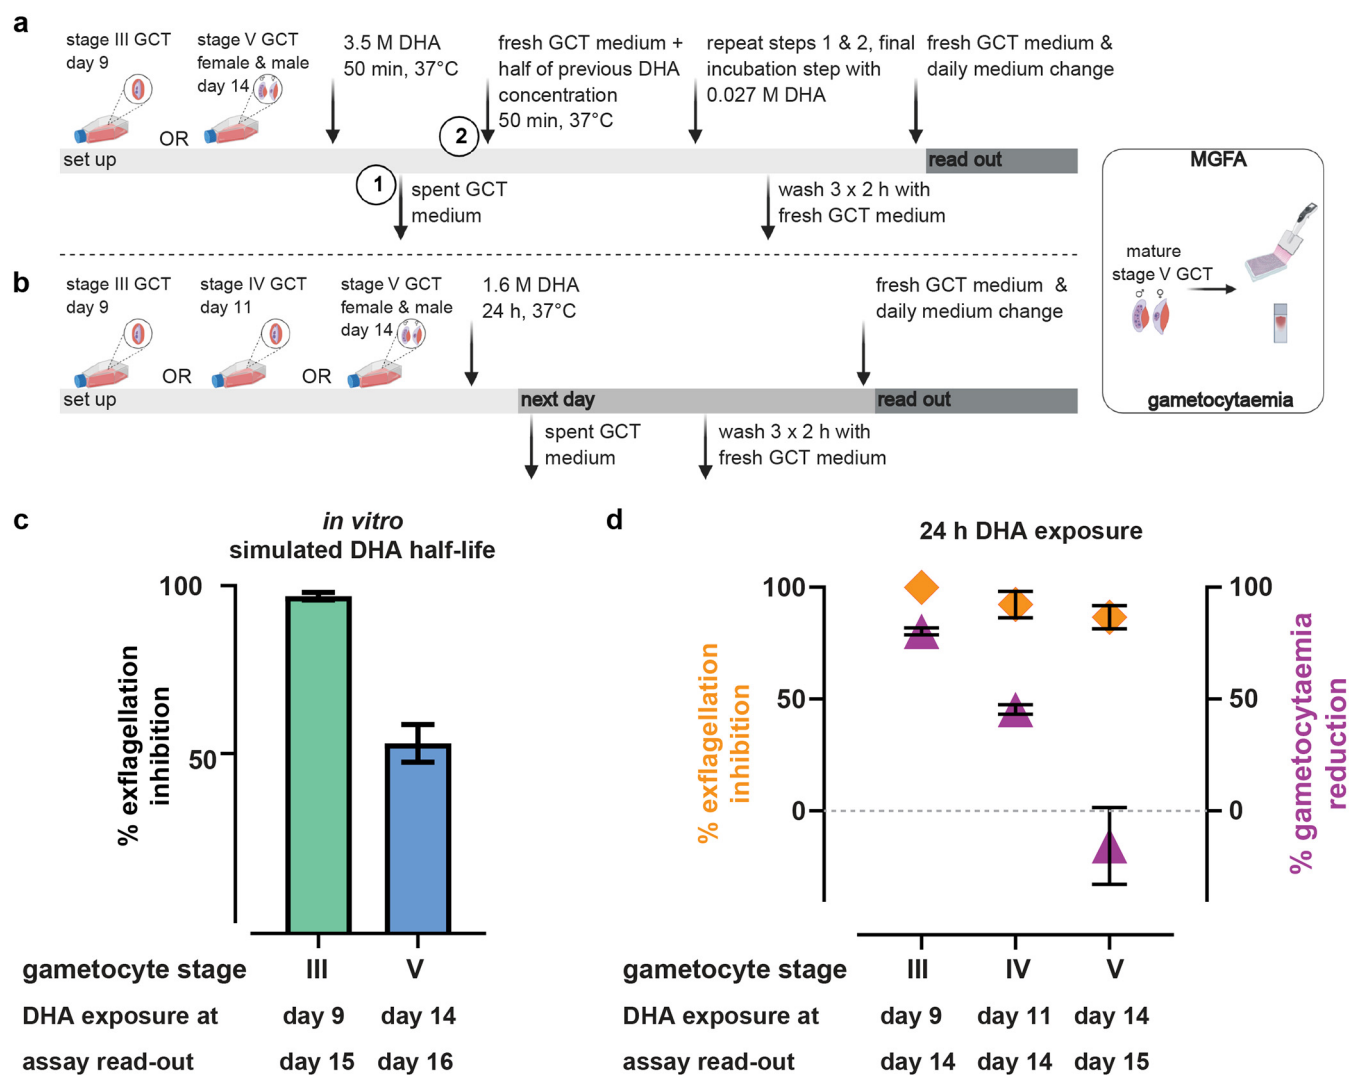 a
stage III GCT
day 9
OR
stage V GCT
female & male
day 14
3.5 M DHA
50 min, 37°C
fresh GCT medium +
half of previous DHA
concentration
50 min, 37°C
repeat steps 1 & 2, final
incubation step with
0.027 M DHA
fresh GCT medium &
daily medium change
2
set up
read out
1
spent GCT
medium
wash 3 x 2 h with
fresh GCT medium
MGFA
mature
stage V GCT
♂ ♀
gametocytaemia
b
stage III GCT
day 9
OR
stage IV GCT
day 11
OR
stage V GCT
female & male
day 14
1.6 M DHA
24 h, 37°C
fresh GCT medium &
daily medium change
set up
next day
read out
spent GCT
medium
wash 3 x 2 h with
fresh GCT medium
c
in vitro
simulated DHA half-life
% exflagellation
inhibition
100
50
gametocyte stage III V
DHA exposure at day 9 day 14
assay read-out day 15 day 16
d
24 h DHA exposure
% exflagellation
inhibition
100
50
0
100
50
0
% gametocytaemia
reduction
gametocyte stage III IV V
DHA exposure at day 9 day 11 day 14
assay read-out day 14 day 14 day 15